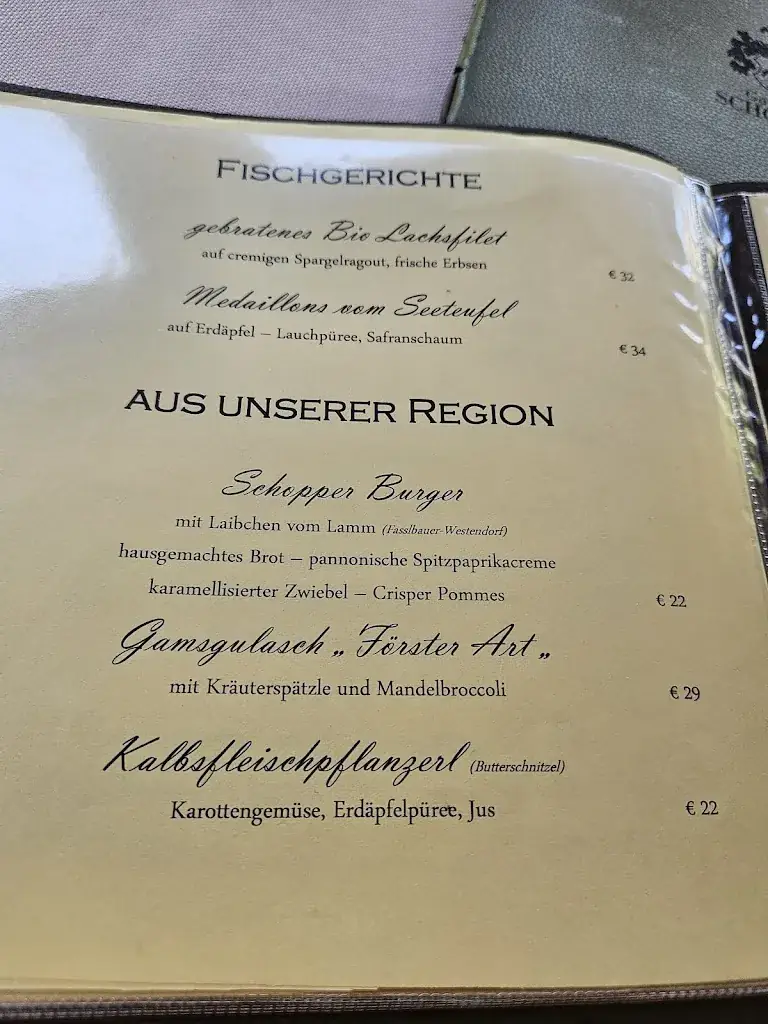 FISCHGERICHTE
gebratenes Bio Lachsfilet
auf cremigen Spargelragout, frische Erbsen
€ 32
Medaillons vom Seeteufel
auf Erdäpfel – Lauchpüree, Safranschaum
€ 34
AUS UNSERER REGION
Schopper Burger
mit Laibchen vom Lamm (Fasslbauer-Westendorf)
hausgemachtes Brot – pannonische Spitzpaprikacreme
karamellisierter Zwiebel – Crisper Pommes
€ 22
Gamsgulasch „ Förster Art „
mit Kräuterspätzle und Mandelbroccoli
€ 29
Kalbsfleischpflanzerl (Butterschnitzel)
Karottengemüse, Erdäpfelpüree, Jus
€ 22